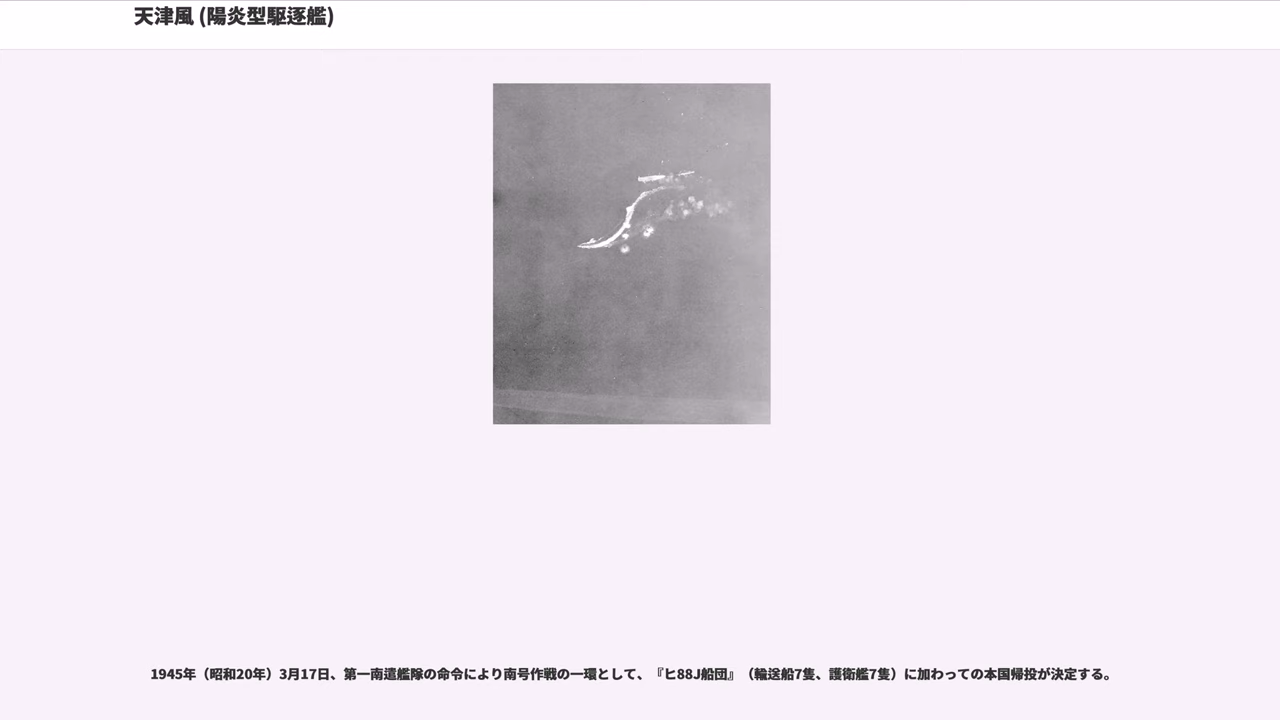 天津風 (陽炎型駆逐艦)
1945年（昭和20年）3月17日、第一南遣艦隊の命令により南号作戦の一環として、『ヒ88J船団』（輸送船7隻、護衛艦7隻）に加わっての本国帰投が決定する。